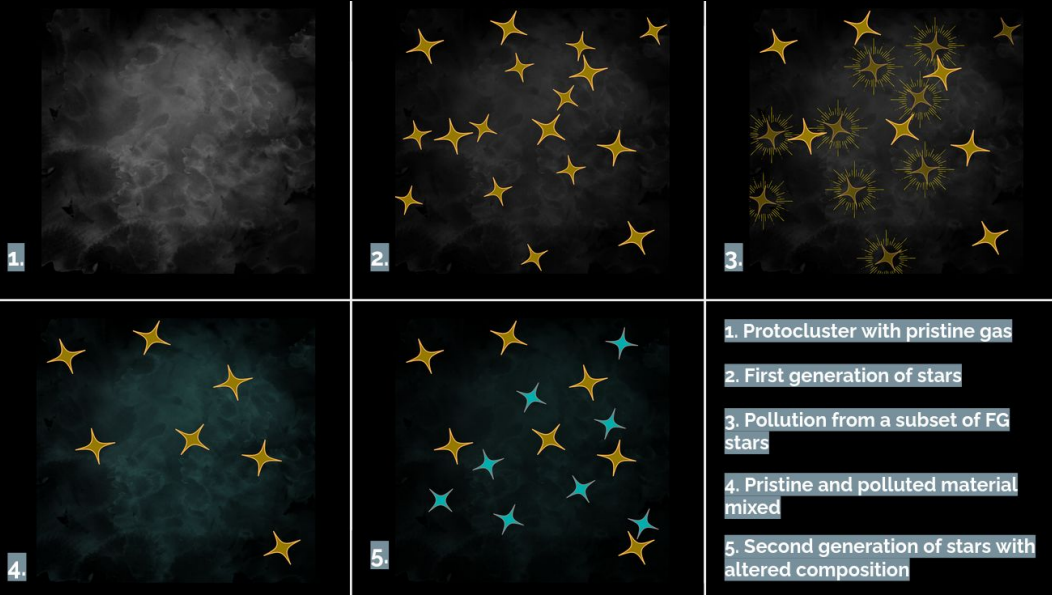 1.
2.
3.
4.
5.
1. Protocluster with pristine gas
2. First generation of stars
3. Pollution from a subset of FG
stars
4. Pristine and polluted material
mixed
5. Second generation of stars with
altered composition